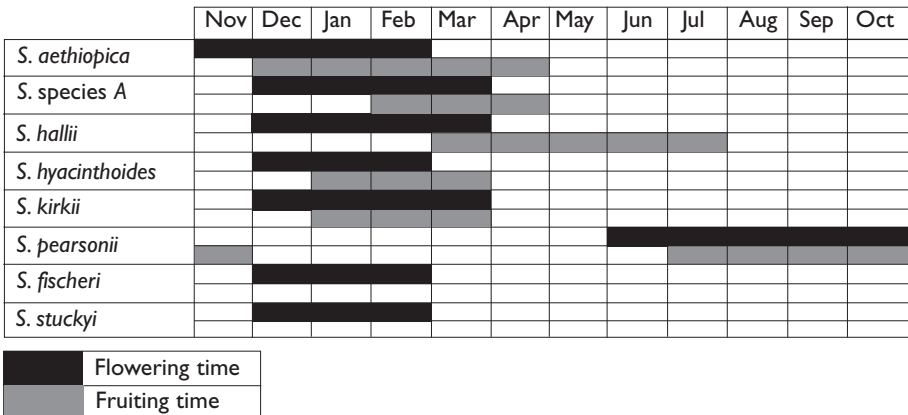 Nov Dec Jan Feb Mar Apr May Jun Jul Aug Sep Oct
S. aethiopica
S. species A
S. hallii
S. hyacinthoides
S. kirkii
S. pearsonii
S. fischeri
S. stuckyi
Flowering time
Fruiting time